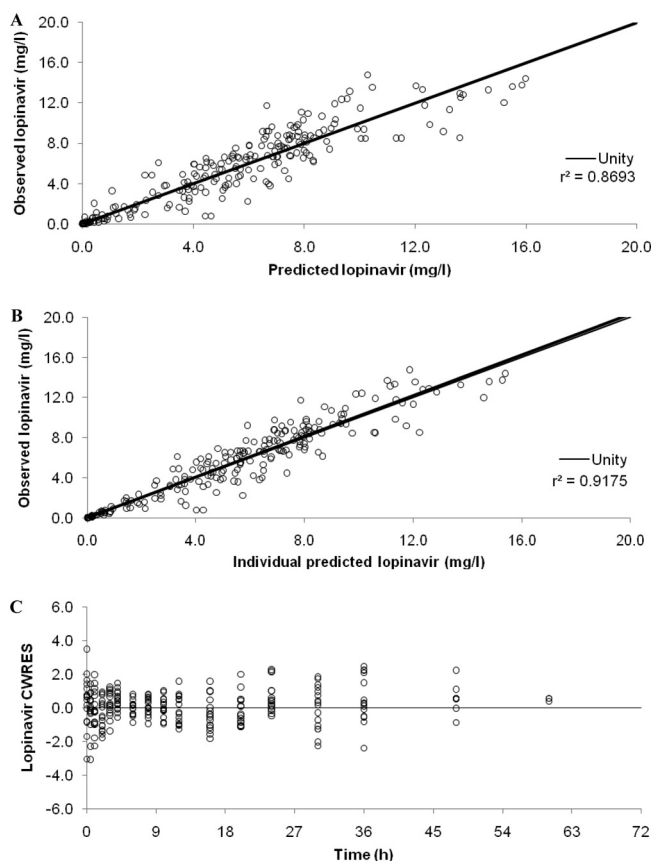 A
Observed lopinavir (mg/l)
20.0
16.0
12.0
8.0
4.0
0.0
Unity
r² = 0.8693
0.0 4.0 8.0 12.0 16.0 20.0
Predicted lopinavir (mg/l)
B
Observed lopinavir (mg/l)
20.0
16.0
12.0
8.0
4.0
0.0
Unity
r² = 0.9175
0.0 4.0 8.0 12.0 16.0 20.0
Individual predicted lopinavir (mg/l)
C
Lopinavir CWRES
6.0
4.0
2.0
0.0
-2.0
-4.0
-6.0
0 9 18 27 36 45 54 63 72
Time (h)